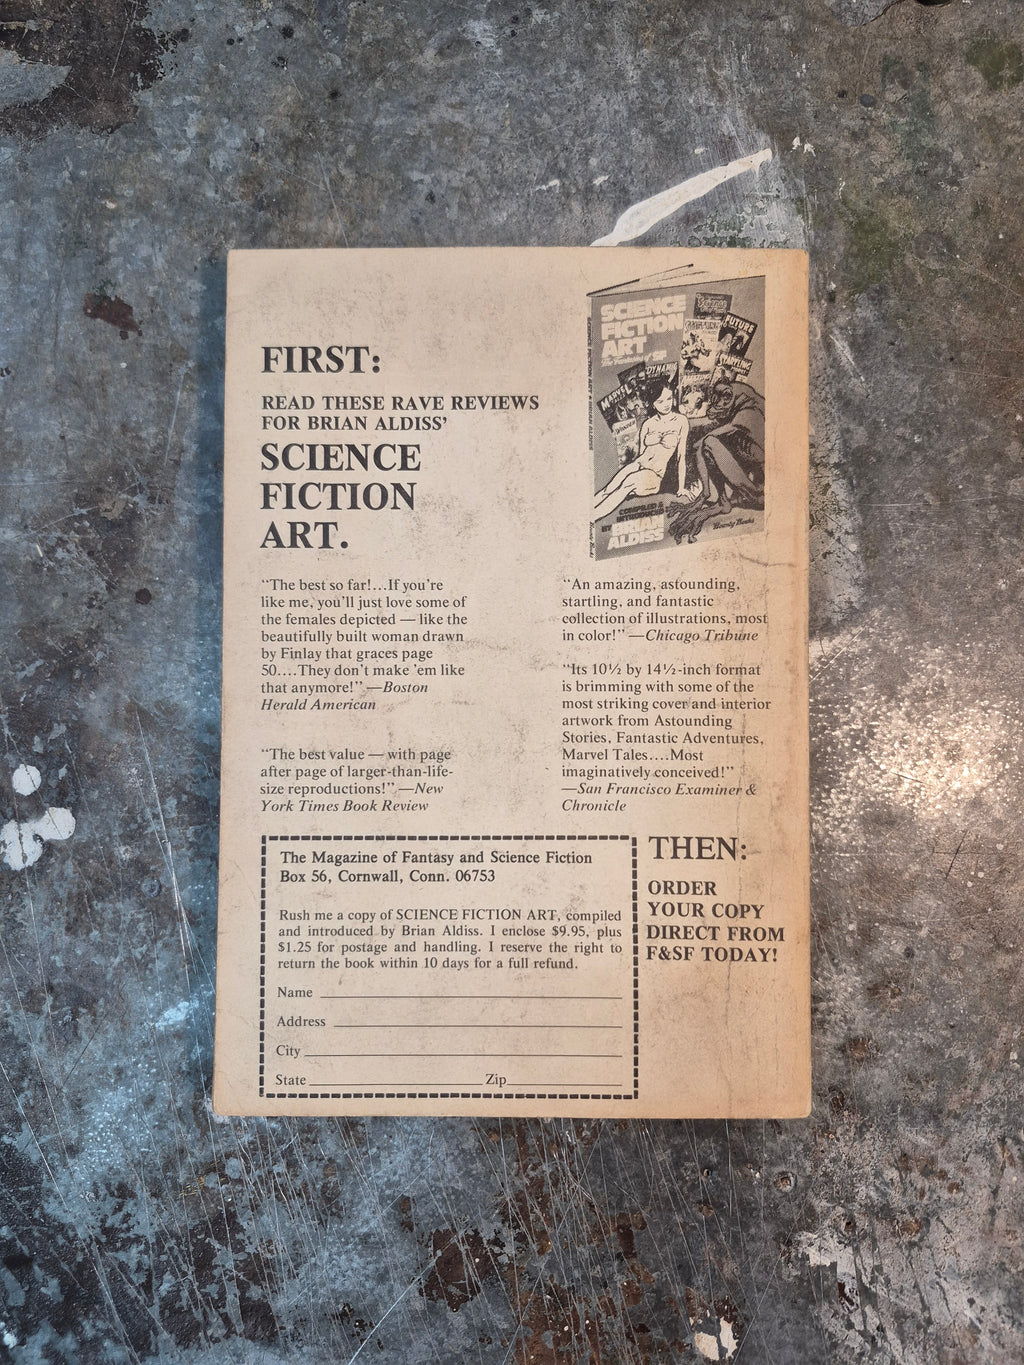 FIRST:
READ THESE RAVE REVIEWS
FOR BRIAN ALDISS'
SCIENCE
FICTION
ART.
SCIENCE
FICTION
ART
FUTURE
STARTLING
DYNAMIC
MARVEL
COMPILED &
INTRODUCED
BY BRIAN
ALDISS
Bounty Books
"The best so far!...If you're
like me, you'll just love some of
the females depicted — like the
beautifully built woman drawn
by Finlay that graces page
50....They don't make 'em like
that anymore!" —Boston
Herald American
"The best value — with page
after page of larger-than-life-
size reproductions!" —New
York Times Book Review
"An amazing, astounding,
startling, and fantastic
collection of illustrations, most
in color!" —Chicago Tribune
"Its 10½ by 14½-inch format
is brimming with some of the
most striking cover and interior
artwork from Astounding
Stories, Fantastic Adventures,
Marvel Tales....Most
imaginatively conceived!"
—San Francisco Examiner &
Chronicle
The Magazine of Fantasy and Science Fiction
Box 56, Cornwall, Conn. 06753
Rush me a copy of SCIENCE FICTION ART, compiled
and introduced by Brian Aldiss. I enclose $9.95, plus
$1.25 for postage and handling. I reserve the right to
return the book within 10 days for a full refund.
Name
Address
City
State Zip
THEN:
ORDER
YOUR COPY
DIRECT FROM
F&SF TODAY!